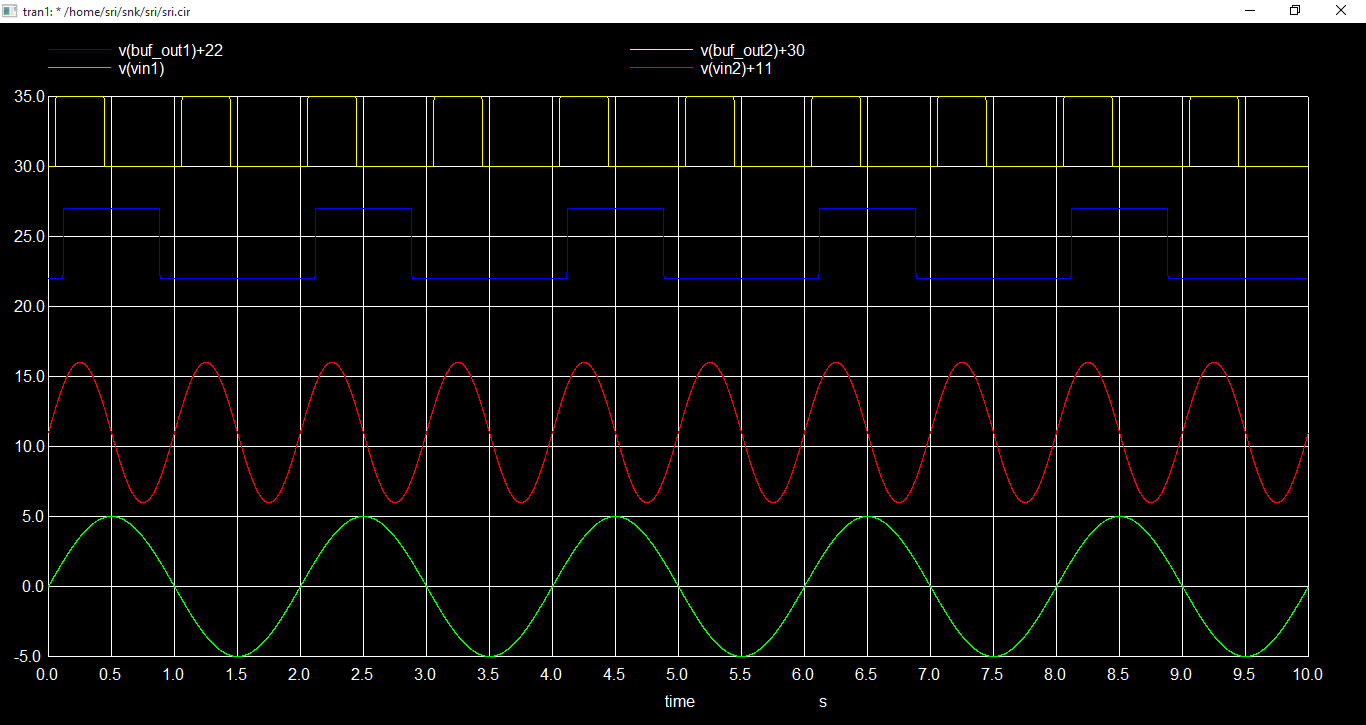 tran1: * /home/sri/snk/sri/sri.cir
v(buf_out1)+22 v(buf_out2)+30
v(vin1) v(vin2)+11
35.0
30.0
25.0
20.0
15.0
10.0
5.0
0.0
-5.0
0.0 0.5 1.0 1.5 2.0 2.5 3.0 3.5 4.0 4.5 5.0 5.5 6.0 6.5 7.0 7.5 8.0 8.5 9.0 9.5 10.0
time s